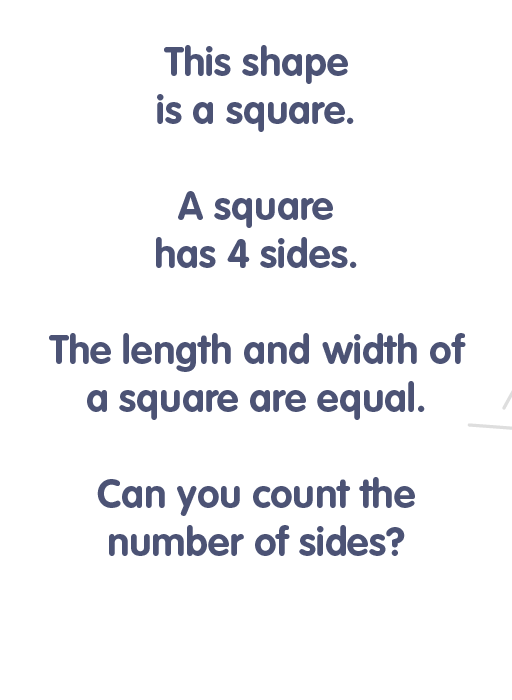 This shape
is a square.
A square
has 4 sides.
The length and width of
a square are equal.
Can you count the
number of sides?